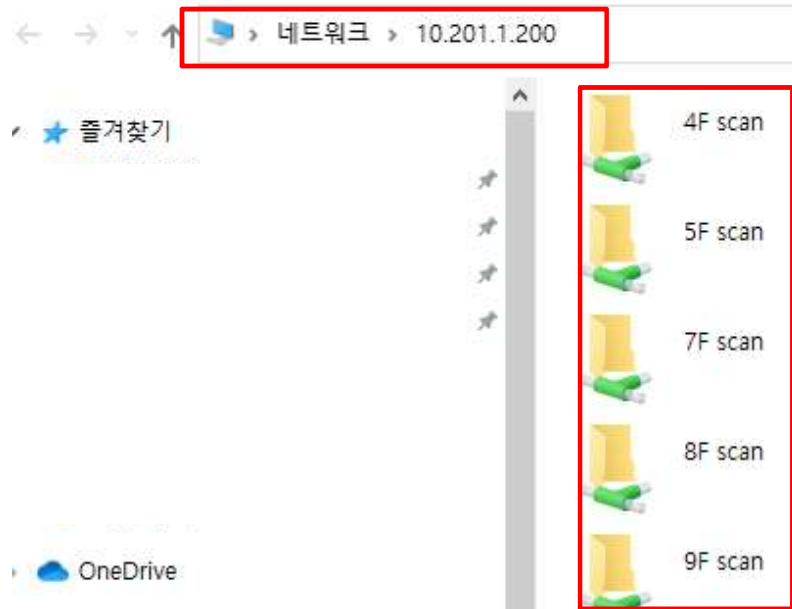 네트워크 > 10.201.1.200
즐겨찾기
OneDrive
4F scan
5F scan
7F scan
8F scan
9F scan